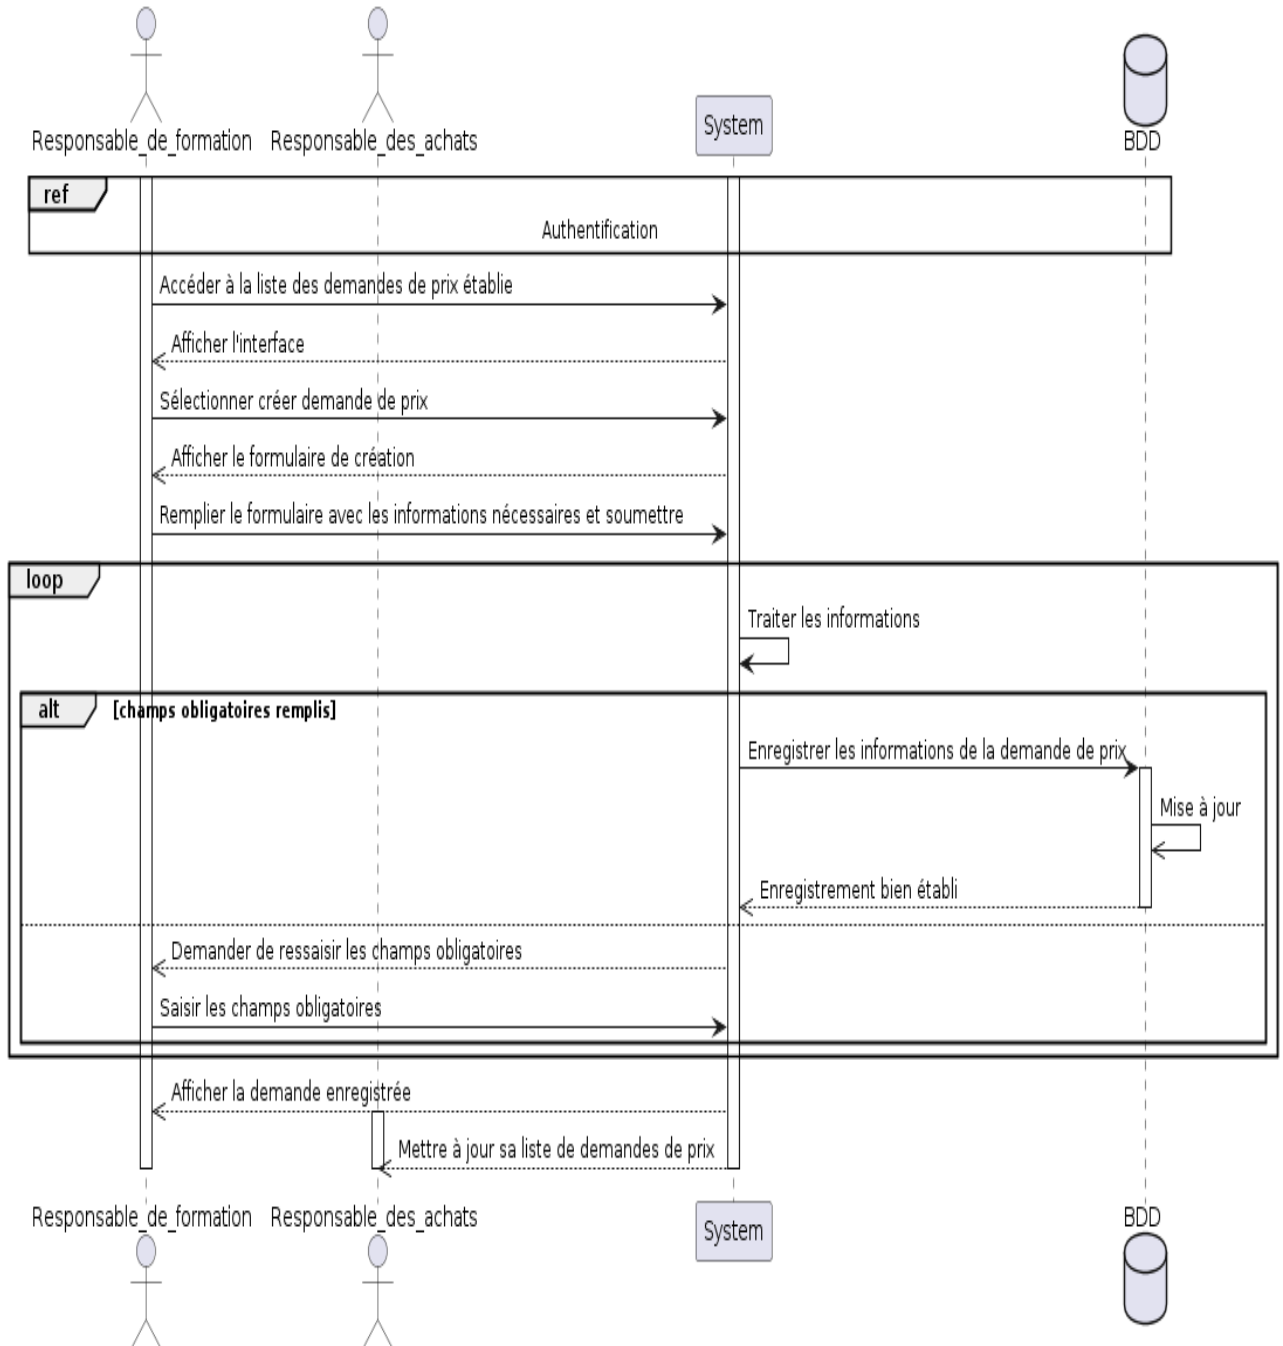 Responsable_de_formation
Responsable_des_achats
System
BDD
ref
Authentification
Accéder à la liste des demandes de prix établie
Afficher l'interface
Sélectionner créer demande de prix
Afficher le formulaire de création
Remplier le formulaire avec les informations nécessaires et soumettre
loop
Traiter les informations
alt [champs obligatoires remplis]
Enregistrer les informations de la demande de prix
Mise à jour
Enregistrement bien établi
Demander de ressaisir les champs obligatoires
Saisir les champs obligatoires
Afficher la demande enregistrée
Mettre à jour sa liste de demandes de prix
Responsable_de_formation
Responsable_des_achats
System
BDD